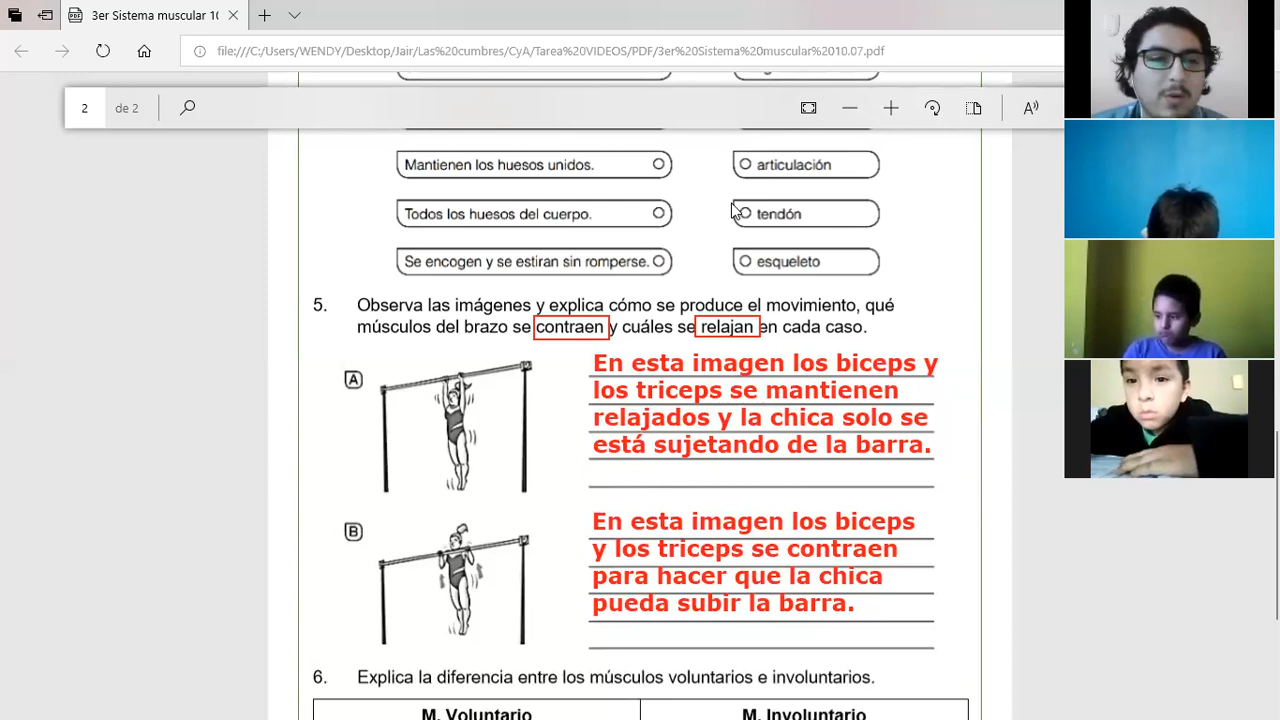 3er Sistema muscular 10
file:///C:/Users/WENDY/Desktop/Jair/Las%20cumbres/CyA/Tarea%20VIDEOS/PDF/3er%20Sistema%20muscular%2010.07.pdf
2 de 2
Mantienen los huesos unidos.
articulación
Todos los huesos del cuerpo.
tendón
Se encogen y se estiran sin romperse.
esqueleto
5. Observa las imágenes y explica cómo se produce el movimiento, qué
músculos del brazo se contraen y cuáles se relajan en cada caso.
A
En esta imagen los biceps y
los triceps se mantienen
relajados y la chica solo se
está sujetando de la barra.
B
En esta imagen los biceps
y los triceps se contraen
para hacer que la chica
pueda subir la barra.
6. Explica la diferencia entre los músculos voluntarios e involuntarios.
M. Voluntario
M. Involuntario